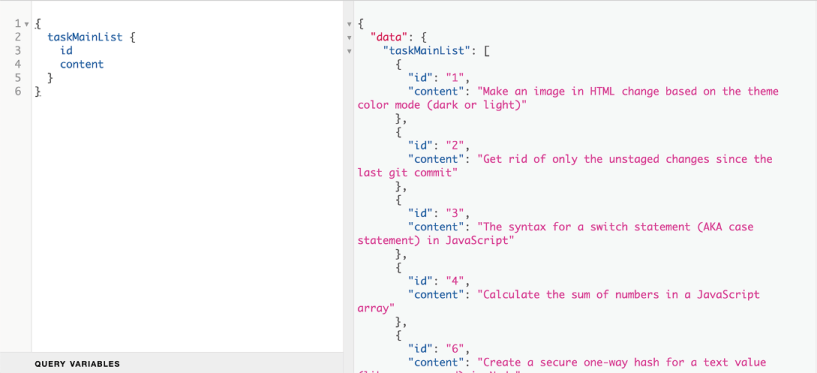 1 {
2 taskMainList {
3 id
4 content
5 }
6 }
QUERY VARIABLES
{
"data": {
"taskMainList": [
{
"id": "1",
"content": "Make an image in HTML change based on the theme
color mode (dark or light)"
},
{
"id": "2",
"content": "Get rid of only the unstaged changes since the
last git commit"
},
{
"id": "3",
"content": "The syntax for a switch statement (AKA case
statement) in JavaScript"
},
{
"id": "4",
"content": "Calculate the sum of numbers in a JavaScript
array"
},
{
"id": "6",
"content": "Create a secure one-way hash for a text value